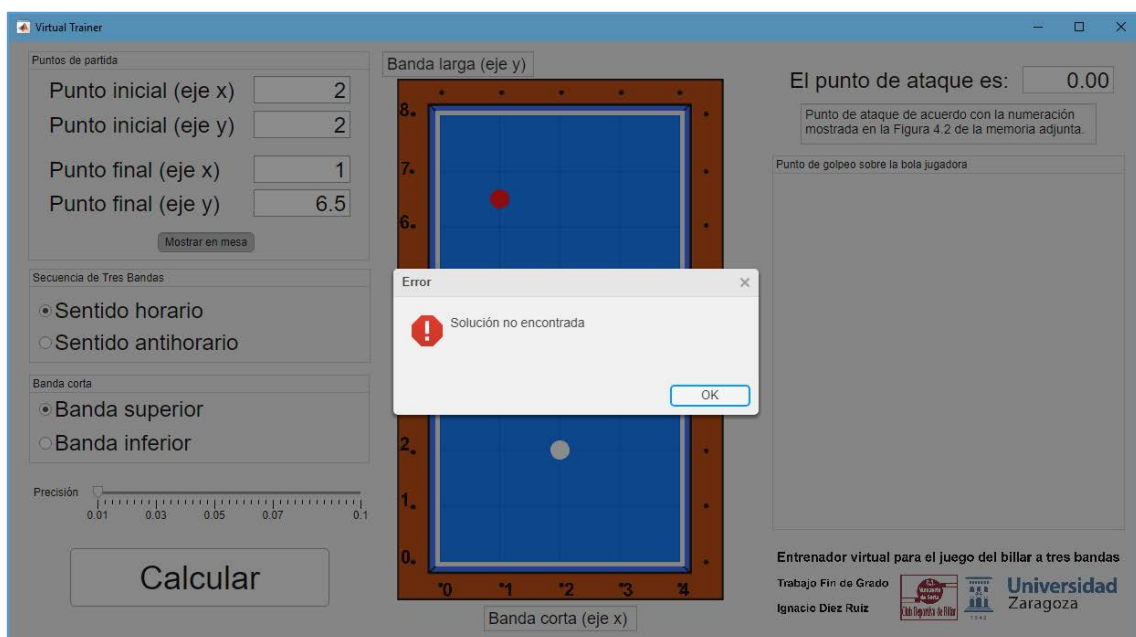 Virtual Trainer
Puntos de partida
Punto inicial (eje x) 2
Punto inicial (eje y) 2
Punto final (eje x) 1
Punto final (eje y) 6.5
Mostrar en mesa
Secuencia de Tres Bandas
Sentido horario
Sentido antihorario
Banda corta
Banda superior
Banda inferior
Precisión
0.01 0.03 0.05 0.07 0.1
Calcular
Banda larga (eje y)
8.
7.
6.
Error
Solución no encontrada
OK
2.
1.
0.
0 1 2 3 4
Banda corta (eje x)
El punto de ataque es: 0.00
Punto de ataque de acuerdo con la numeración
mostrada en la Figura 4.2 de la memoria adjunta.
Punto de golpeo sobre la bola jugadora
Entrenador virtual para el juego del billar a tres bandas
Trabajo Fin de Grado
Ignacio Diez Ruiz
Club Deportivo de Billar
1542
Universidad
Zaragoza